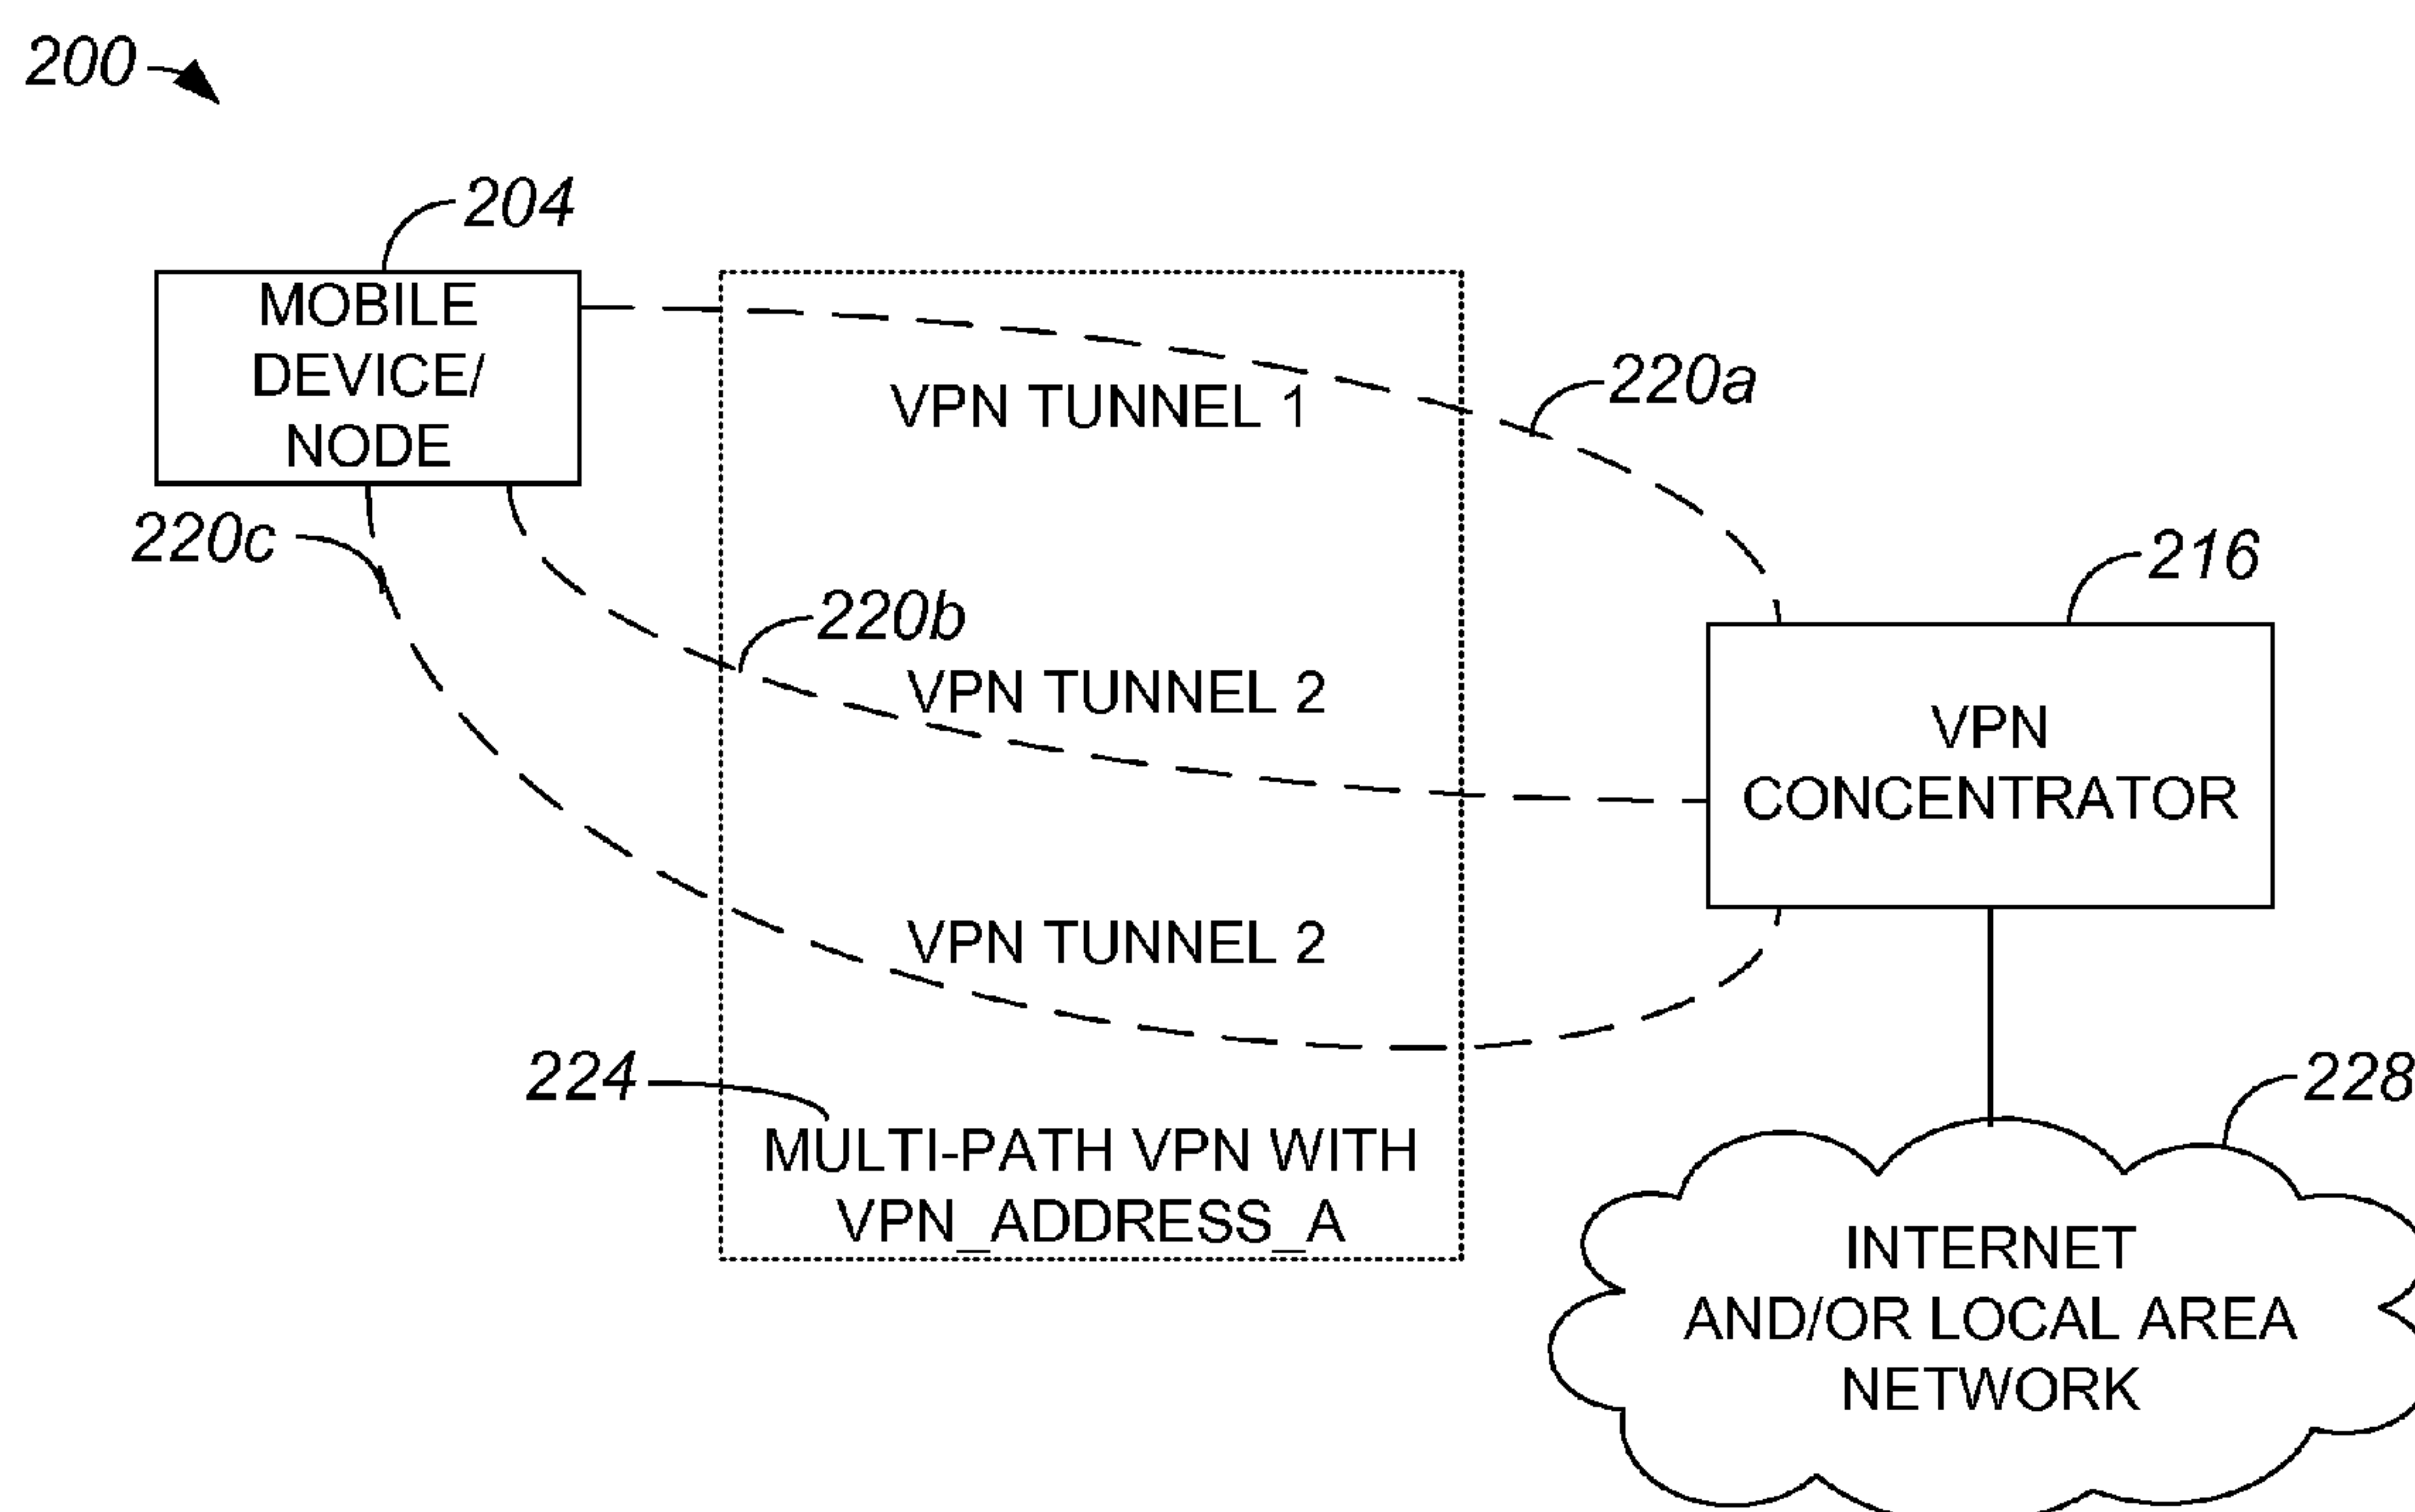 200
204
MOBILE
DEVICE/
NODE
VPN TUNNEL 1
220a
220c
216
220b
VPN TUNNEL 2
VPN
CONCENTRATOR
VPN TUNNEL 2
224
228
MULTI-PATH VPN WITH
VPN_ADDRESS_A
INTERNET
AND/OR LOCAL AREA
NETWORK